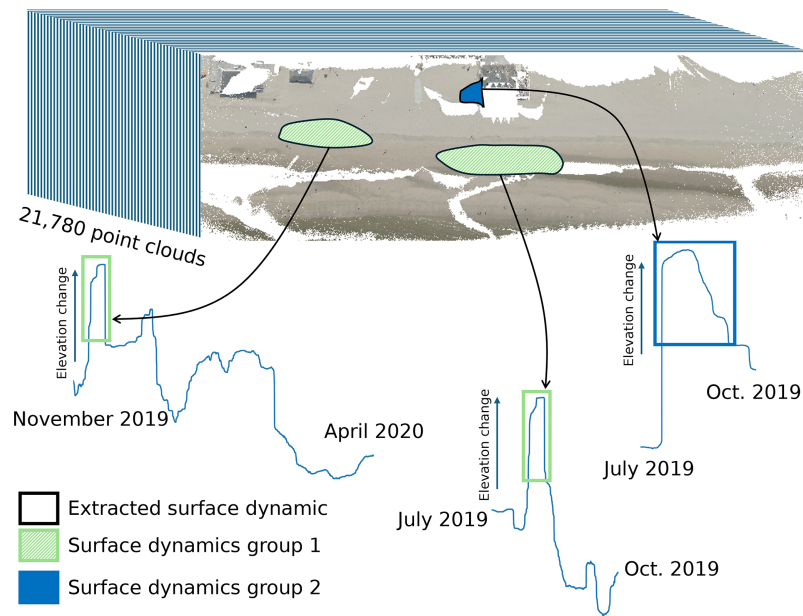 21,780 point clouds
Elevation change
November 2019
April 2020
Elevation change
July 2019
Oct. 2019
Elevation change
July 2019
Oct. 2019
Extracted surface dynamic
Surface dynamics group 1
Surface dynamics group 2